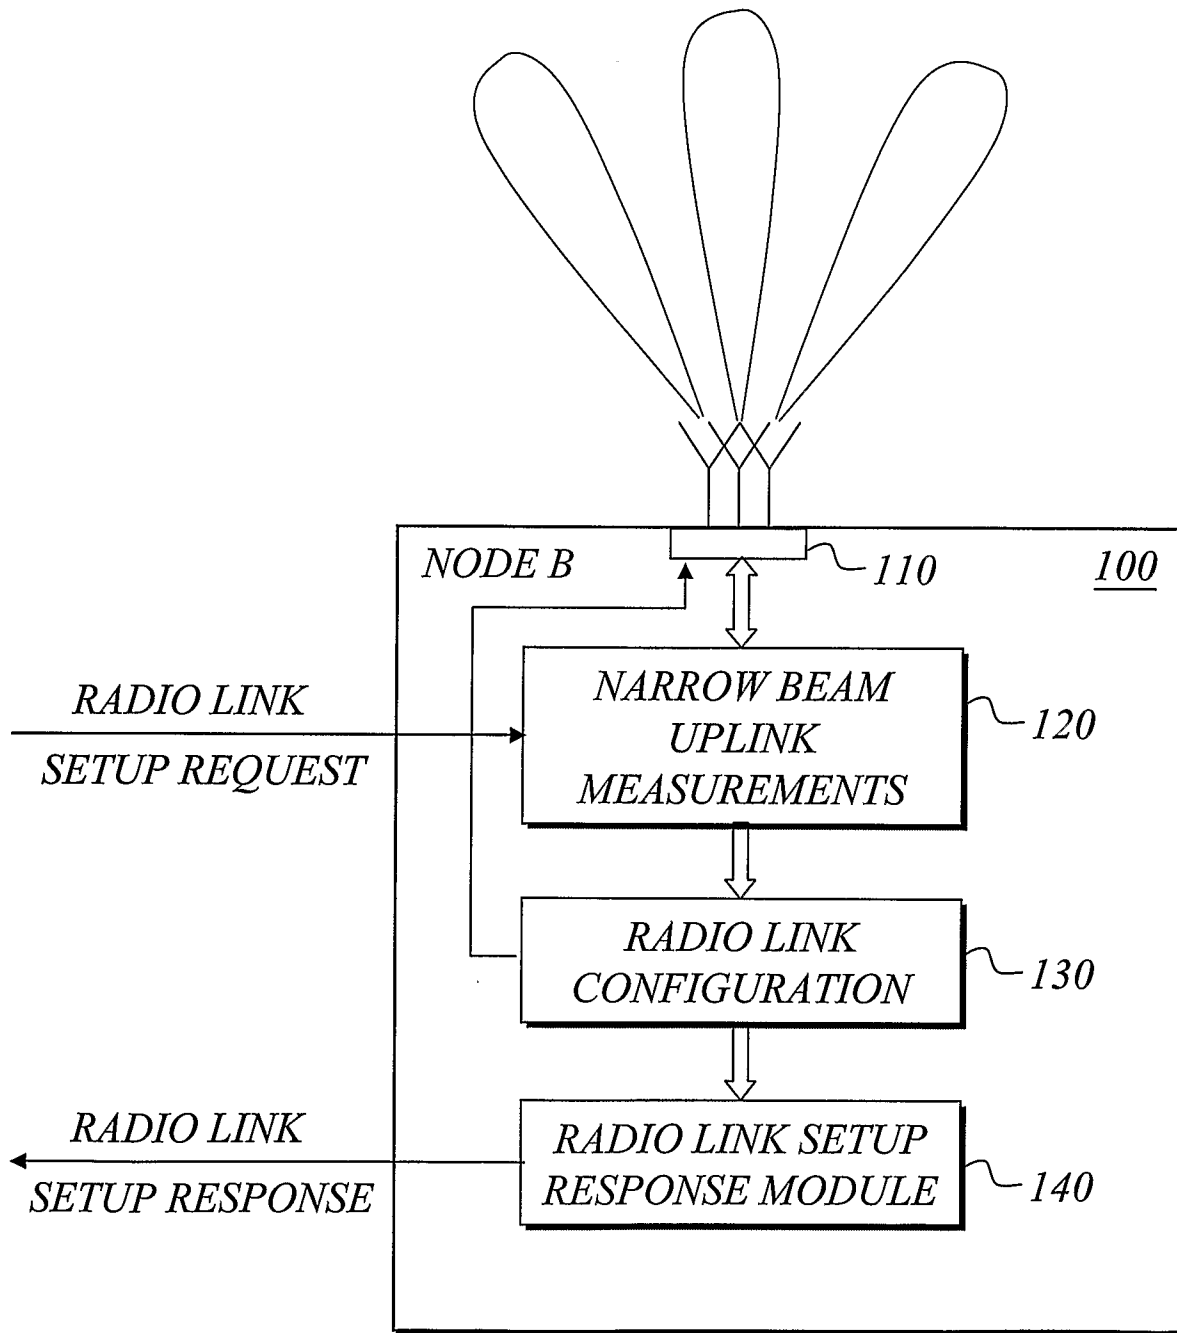 NODE B
110
100
RADIO LINK
SETUP REQUEST
NARROW BEAM
UPLINK
MEASUREMENTS
120
RADIO LINK
CONFIGURATION
130
RADIO LINK
SETUP RESPONSE
RADIO LINK SETUP
RESPONSE MODULE
140